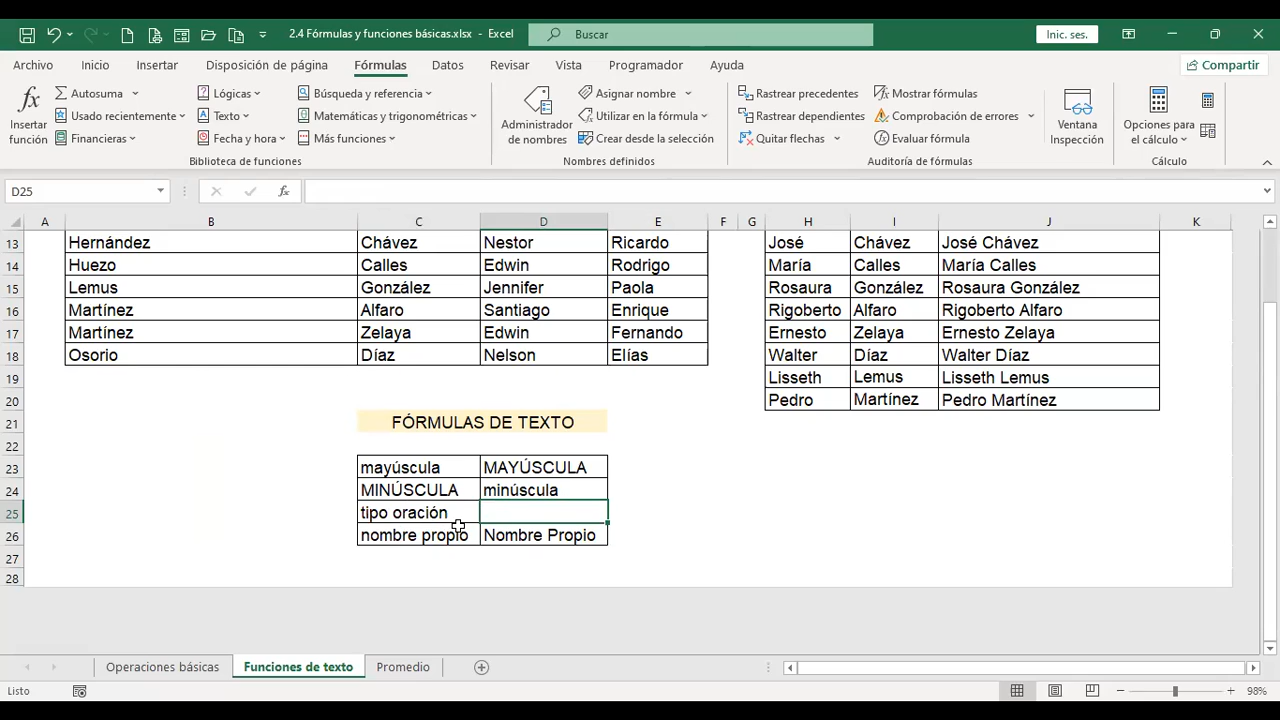 2.4 Fórmulas y funciones básicas.xlsx - Excel
Buscar
Inic. ses.
Archivo Inicio Insertar Disposición de página Fórmulas Datos Revisar Vista Programador Ayuda
Compartir
fx Insertar función
Autosuma
Usado recientemente
Financieras
Lógicas
Texto
Fecha y hora
Búsqueda y referencia
Matemáticas y trigonométricas
Más funciones
Biblioteca de funciones
Administrador de nombres
Asignar nombre
Utilizar en la fórmula
Crear desde la selección
Nombres definidos
Rastrear precedentes
Rastrear dependientes
Quitar flechas
Mostrar fórmulas
Comprobación de errores
Evaluar fórmula
Auditoría de fórmulas
Ventana Inspección
Opciones para el cálculo
Cálculo
D25 fx
A B C D E F G H I J K
13 Hernández Chávez Nestor Ricardo José Chávez José Chávez
14 Huezo Calles Edwin Rodrigo María Calles María Calles
15 Lemus González Jennifer Paola Rosaura González Rosaura González
16 Martínez Alfaro Santiago Enrique Rigoberto Alfaro Rigoberto Alfaro
17 Martínez Zelaya Edwin Fernando Ernesto Zelaya Ernesto Zelaya
18 Osorio Díaz Nelson Elías Walter Díaz Walter Díaz
19 Lisseth Lemus Lisseth Lemus
20 Pedro Martínez Pedro Martínez
21 FÓRMULAS DE TEXTO
22
23 mayúscula MAYÚSCULA
24 MINÚSCULA minúscula
25 tipo oración
26 nombre propio Nombre Propio
27
28
Operaciones básicas Funciones de texto Promedio
Listo 98%